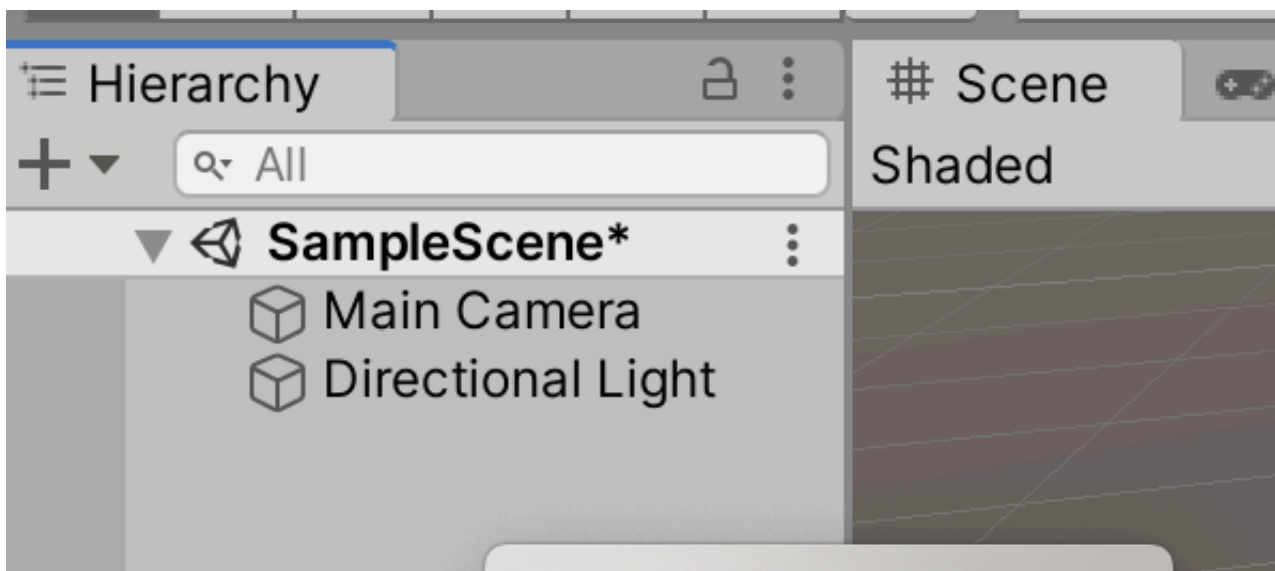 Hierarchy
Scene
All
Shaded
SampleScene*
Main Camera
Directional Light